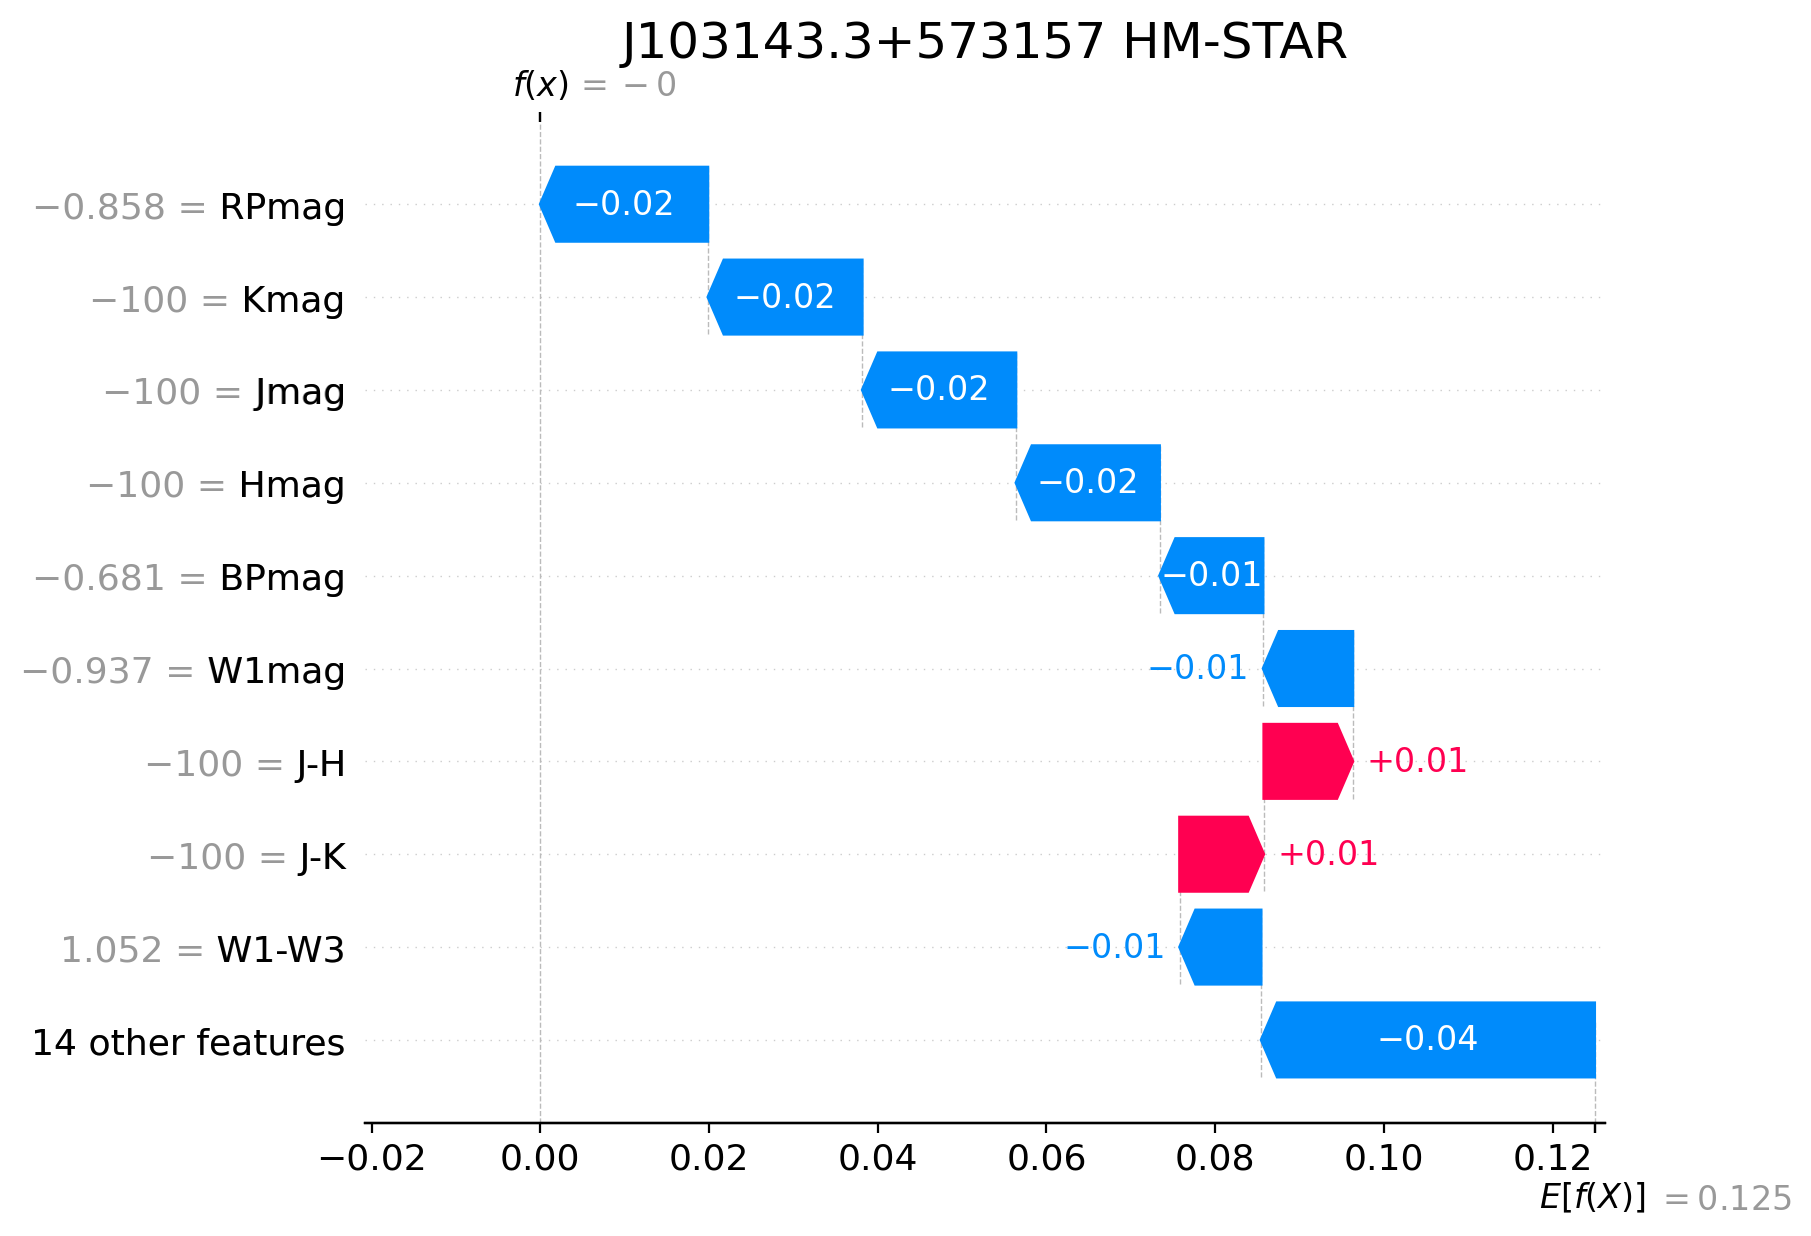 J103143.3+573157 HM-STAR
f(x) = −0
−0.858 = RPmag
−0.02
−100 = Kmag
−0.02
−100 = Jmag
−0.02
−100 = Hmag
−0.02
−0.681 = BPmag
−0.01
−0.937 = W1mag
−0.01
−100 = J-H
+0.01
−100 = J-K
+0.01
1.052 = W1-W3
−0.01
14 other features
−0.04
−0.02 0.00 0.02 0.04 0.06 0.08 0.10 0.12
E[f(X)] = 0.125